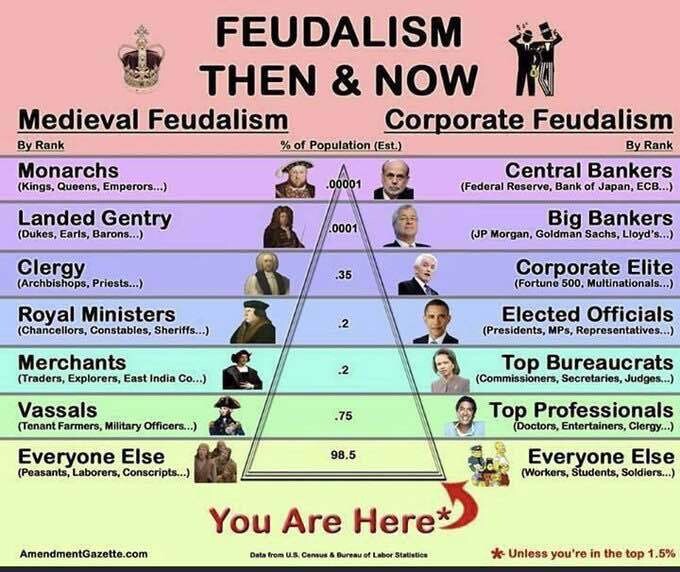 FEUDALISM
THEN & NOW
Medieval Feudalism Corporate Feudalism
By Rank % of Population (Est.) By Rank
Monarchs .00001 Central Bankers
(Kings, Queens, Emperors...) (Federal Reserve, Bank of Japan, ECB...)
Landed Gentry .0001 Big Bankers
(Dukes, Earls, Barons...) (JP Morgan, Goldman Sachs, Lloyd's...)
Clergy .35 Corporate Elite
(Archbishops, Priests...) (Fortune 500, Multinationals...)
Royal Ministers .2 Elected Officials
(Chancellors, Constables, Sheriffs...) (Presidents, MPs, Representatives...)
Merchants .2 Top Bureaucrats
(Traders, Explorers, East India Co...) (Commissioners, Secretaries, Judges...)
Vassals .75 Top Professionals
(Tenant Farmers, Military Officers...) (Doctors, Entertainers, Clergy...)
Everyone Else 98.5 Everyone Else
(Peasants, Laborers, Conscripts...) (Workers, Students, Soldiers...)
You Are Here*
AmendmentGazette.com Data from U.S. Census & Bureau of Labor Statistics * Unless you're in the top 1.5%